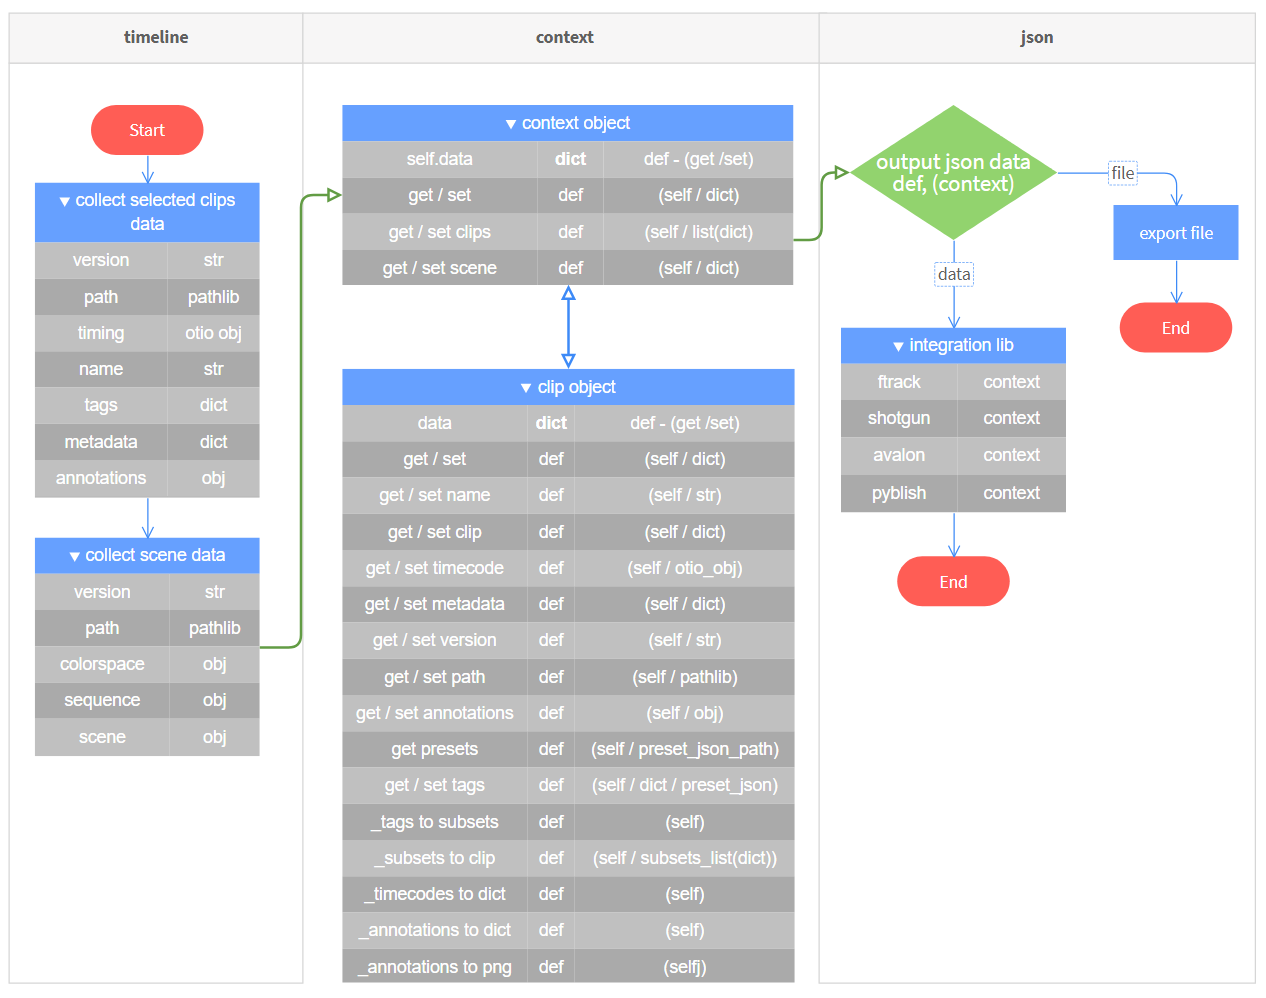 timeline
context
json
Start
▼ collect selected clips
data
version str
path pathlib
timing otio obj
name str
tags dict
metadata dict
annotations obj
▼ collect scene data
version str
path pathlib
colorspace obj
sequence obj
scene obj
▼ context object
self.data dict def - (get /set)
get / set def (self / dict)
get / set clips def (self / list(dict)
get / set scene def (self / dict)
▼ clip object
data dict def - (get /set)
get / set def (self / dict)
get / set name def (self / str)
get / set clip def (self / dict)
get / set timecode def (self / otio_obj)
get / set metadata def (self / dict)
get / set version def (self / str)
get / set path def (self / pathlib)
get / set annotations def (self / obj)
get presets def (self / preset_json_path)
get / set tags def (self / dict / preset_json)
_tags to subsets def (self)
_subsets to clip def (self / subsets_list(dict))
_timecodes to dict def (self)
_annotations to dict def (self)
_annotations to png def (selfj)
output json data
def, (context)
file
export file
End
data
▼ integration lib
ftrack context
shotgun context
avalon context
pyblish context
End